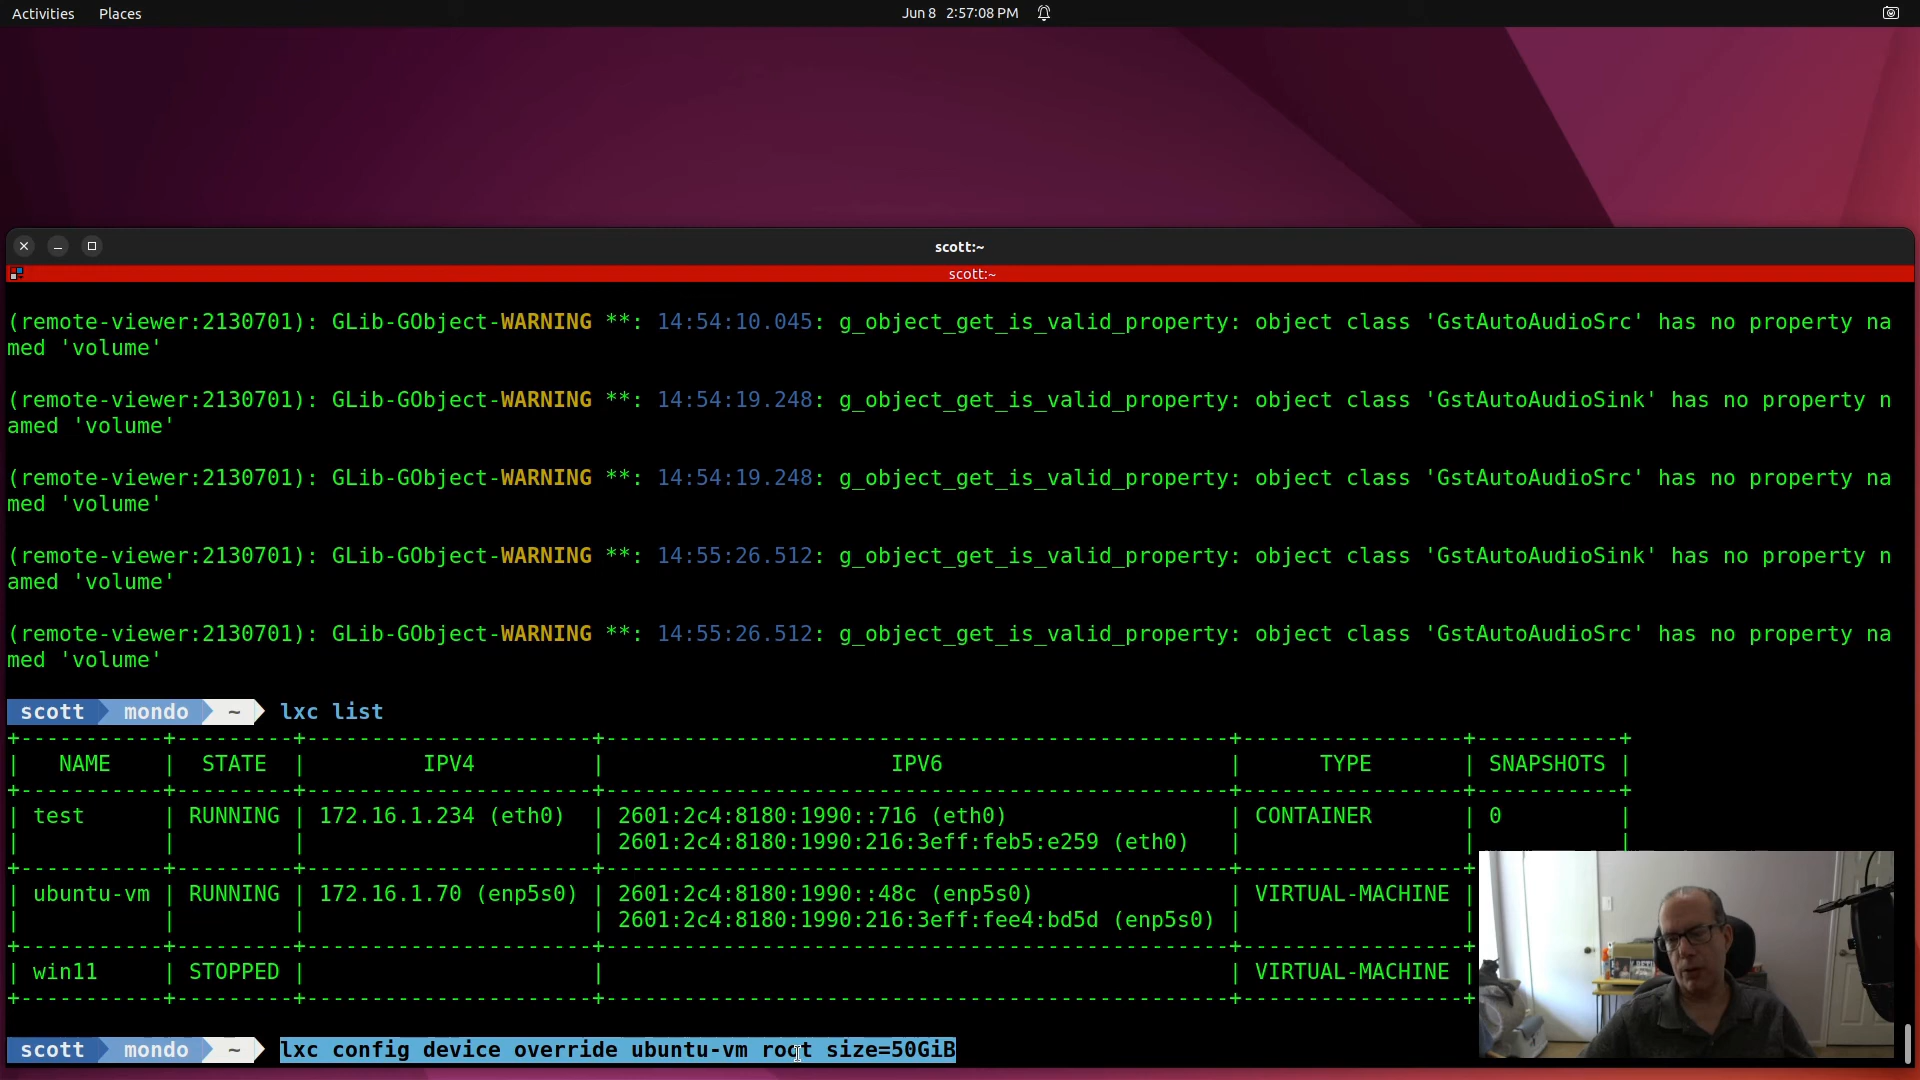 Activities Places Jun 8 2:57:08 PM
scott:~
scott:~
(remote-viewer:2130701): GLib-GObject-WARNING **: 14:54:10.045: g_object_get_is_valid_property: object class 'GstAutoAudioSrc' has no property na
med 'volume'
(remote-viewer:2130701): GLib-GObject-WARNING **: 14:54:19.248: g_object_get_is_valid_property: object class 'GstAutoAudioSink' has no property n
amed 'volume'
(remote-viewer:2130701): GLib-GObject-WARNING **: 14:54:19.248: g_object_get_is_valid_property: object class 'GstAutoAudioSrc' has no property na
med 'volume'
(remote-viewer:2130701): GLib-GObject-WARNING **: 14:55:26.512: g_object_get_is_valid_property: object class 'GstAutoAudioSink' has no property n
amed 'volume'
(remote-viewer:2130701): GLib-GObject-WARNING **: 14:55:26.512: g_object_get_is_valid_property: object class 'GstAutoAudioSrc' has no property na
med 'volume'
scott mondo ~ lxc list
| NAME | STATE | IPV4 | IPV6 | TYPE | SNAPSHOTS |
| test | RUNNING | 172.16.1.234 (eth0) | 2601:2c4:8180:1990::716 (eth0) | CONTAINER | 0 |
| | | | 2601:2c4:8180:1990:216:3eff:feb5:e259 (eth0) | | |
| ubuntu-vm | RUNNING | 172.16.1.70 (enp5s0) | 2601:2c4:8180:1990::48c (enp5s0) | VIRTUAL-MACHINE |
| | | | 2601:2c4:8180:1990:216:3eff:fee4:bd5d (enp5s0) | |
| win11 | STOPPED | | | VIRTUAL-MACHINE |
scott mondo ~ lxc config device override ubuntu-vm root size=50GiB